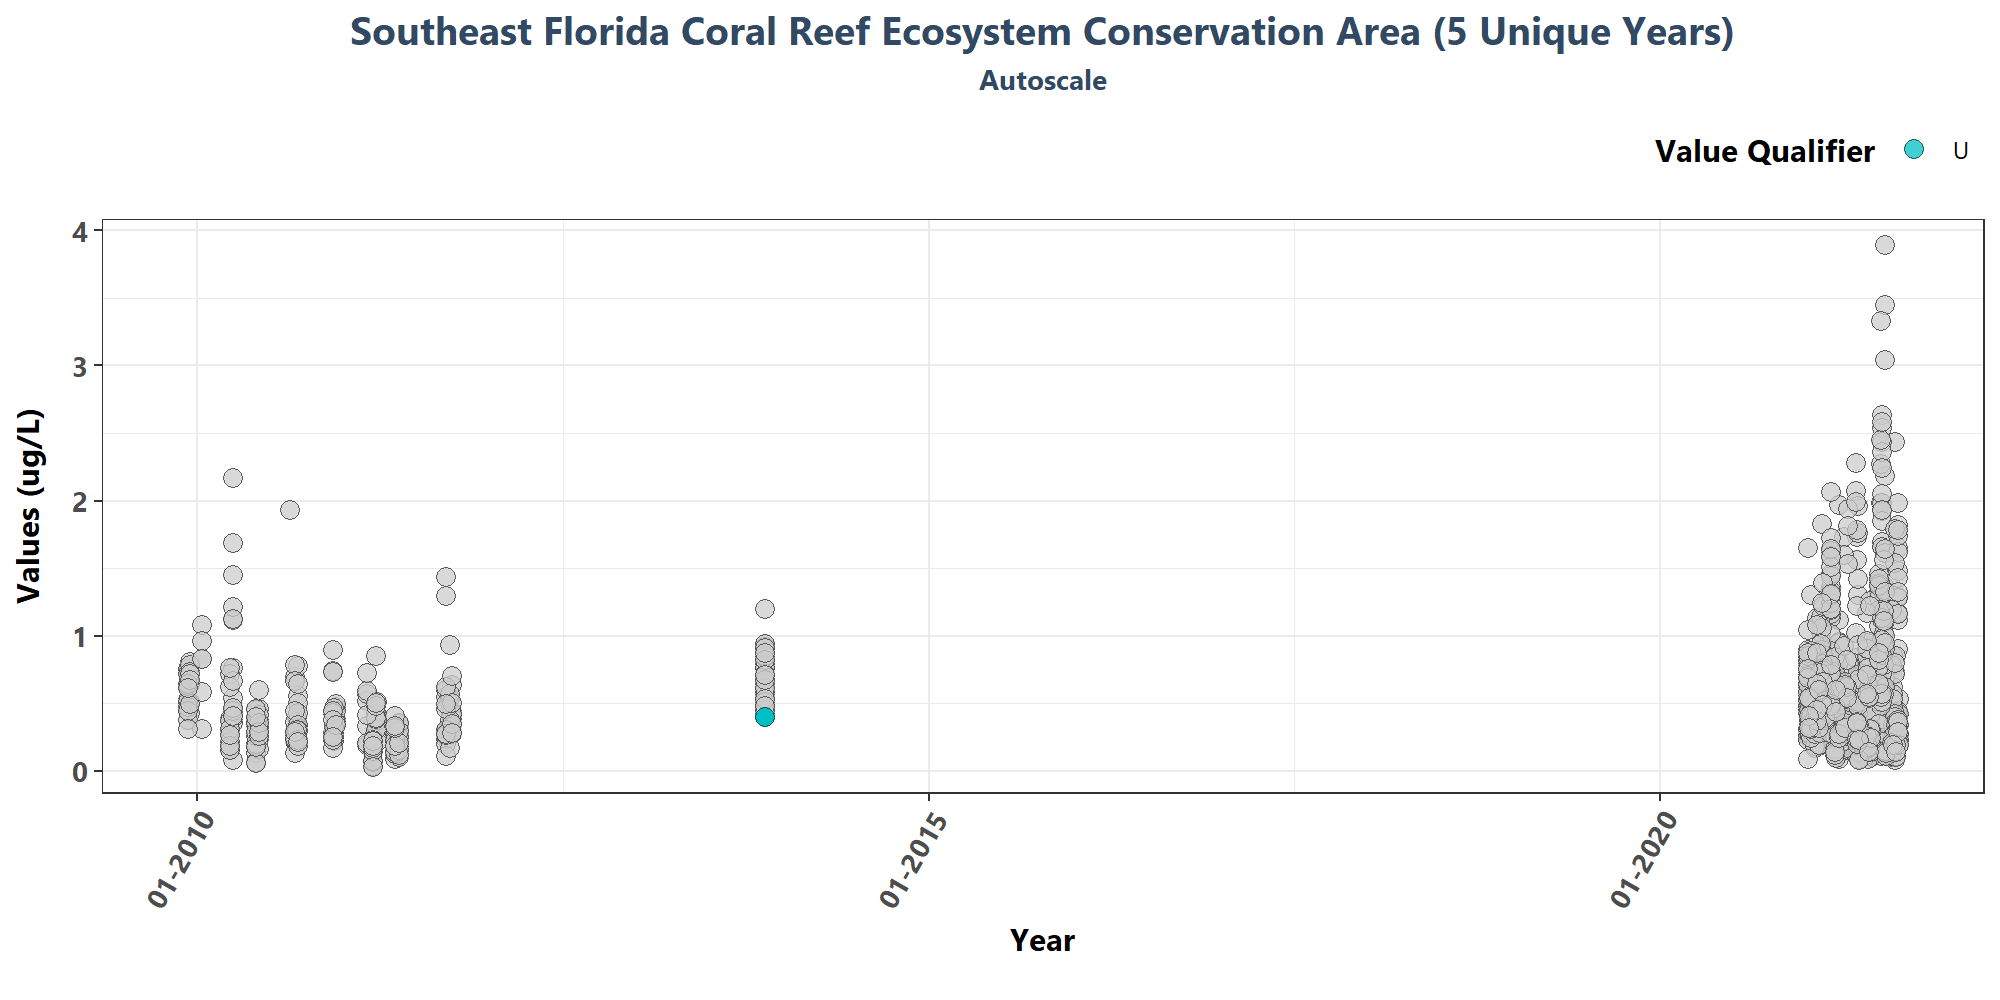 Southeast Florida Coral Reef Ecosystem Conservation Area (5 Unique Years)
Autoscale
Value Qualifier U
Values (ug/L)
4
3
2
1
0
01-2010
01-2015
01-2020
Year